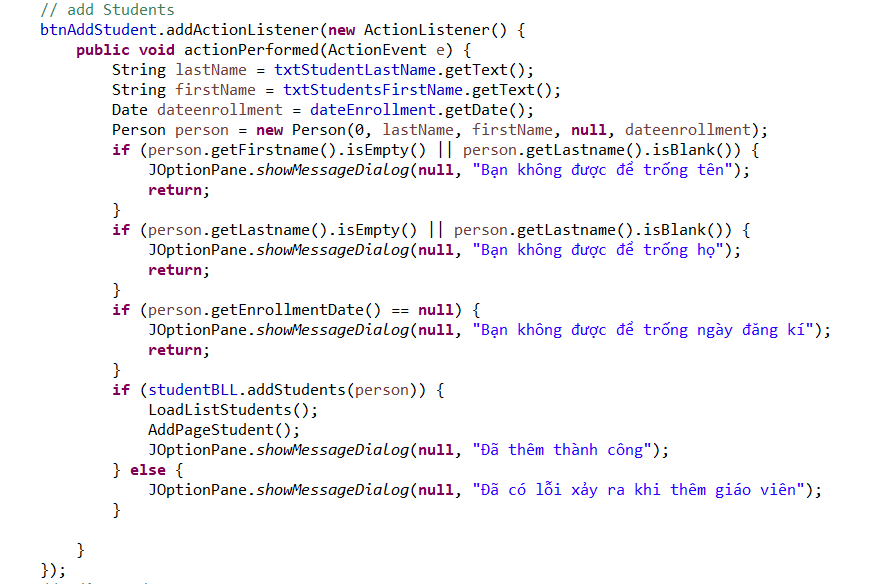 // add Students
btnAddStudent.addActionListener(new ActionListener() {
public void actionPerformed(ActionEvent e) {
String lastName = txtStudentLastName.getText();
String firstName = txtStudentsFirstName.getText();
Date dateenrollment = dateEnrollment.getDate();
Person person = new Person(0, lastName, firstName, null, dateenrollment);
if (person.getFirstname().isEmpty() || person.getLastname().isBlank()) {
JOptionPane.showMessageDialog(null, "Bạn không được để trống tên");
return;
}
if (person.getLastname().isEmpty() || person.getLastname().isBlank()) {
JOptionPane.showMessageDialog(null, "Bạn không được để trống họ");
return;
}
if (person.getEnrollmentDate() == null) {
JOptionPane.showMessageDialog(null, "Bạn không được để trống ngày đăng kí");
return;
}
if (studentBLL.addStudents(person)) {
LoadListStudents();
AddPageStudent();
JOptionPane.showMessageDialog(null, "Đã thêm thành công");
} else {
JOptionPane.showMessageDialog(null, "Đã có lỗi xảy ra khi thêm giáo viên");
}
}
});